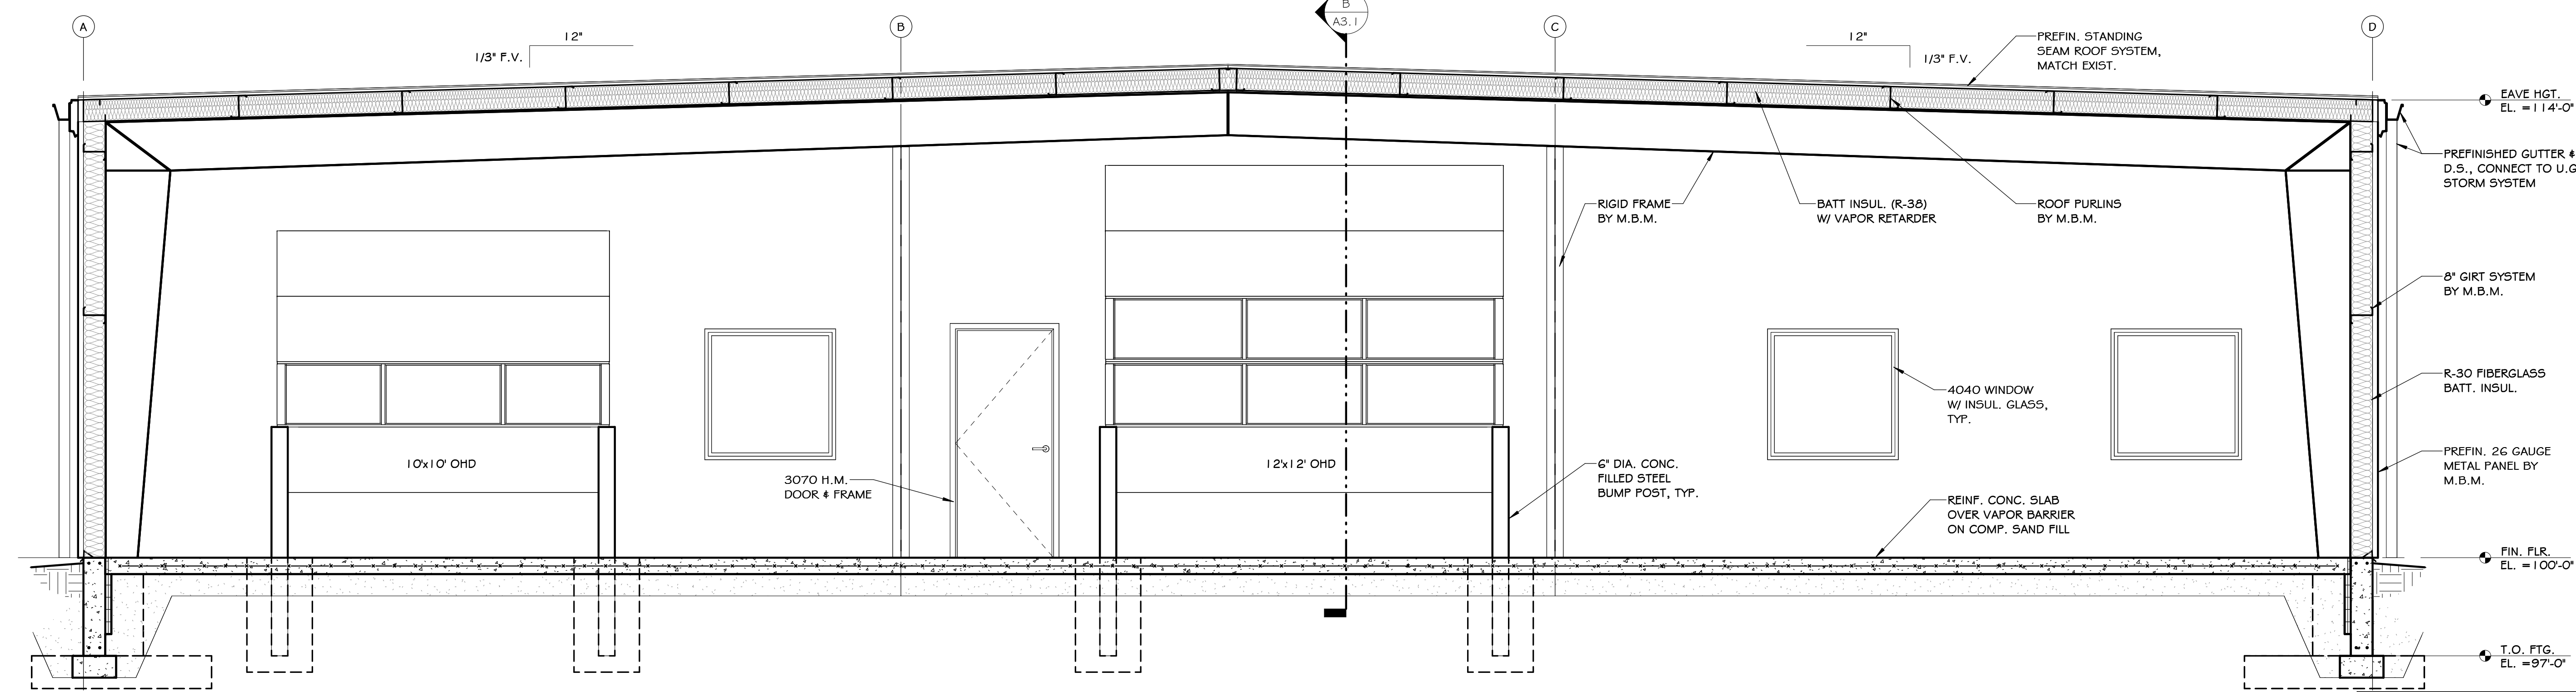 A
B
B
A3.1
C
D
12"
1/3" F.V.
12"
1/3" F.V.
PREFIN. STANDING
SEAM ROOF SYSTEM,
MATCH EXIST.
EAVE HGT.
EL. =114'-0"
PREFINISHED GUTTER &
D.S., CONNECT TO U.G
STORM SYSTEM
RIGID FRAME
BY M.B.M.
BATT INSUL. (R-38)
W/ VAPOR RETARDER
ROOF PURLINS
BY M.B.M.
8" GIRT SYSTEM
BY M.B.M.
R-30 FIBERGLASS
BATT. INSUL.
4040 WINDOW
W/ INSUL. GLASS,
TYP.
10'x10' OHD
3070 H.M.
DOOR & FRAME
12'x12' OHD
6" DIA. CONC.
FILLED STEEL
BUMP POST, TYP.
PREFIN. 26 GAUGE
METAL PANEL BY
M.B.M.
REINF. CONC. SLAB
OVER VAPOR BARRIER
ON COMP. SAND FILL
FIN. FLR.
EL. =100'-0"
T.O. FTG.
EL. =97'-0"